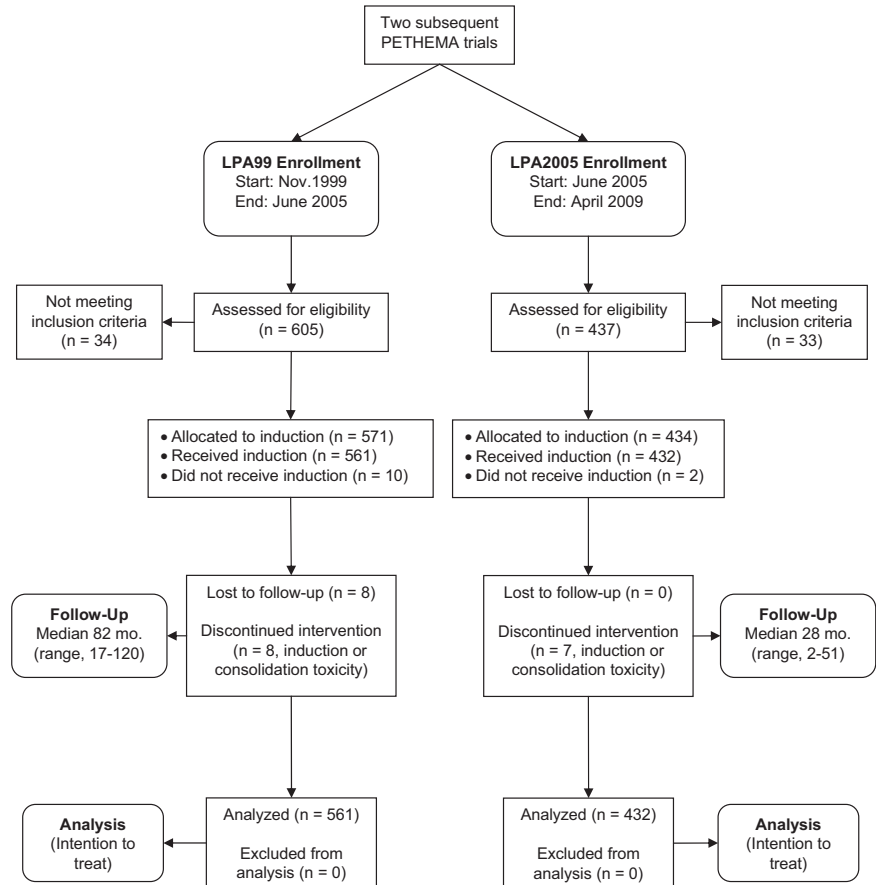 Two subsequent
PETHEMA trials
LPA99 Enrollment
Start: Nov.1999
End: June 2005
LPA2005 Enrollment
Start: June 2005
End: April 2009
Not meeting
inclusion criteria
(n = 34)
Assessed for eligibility
(n = 605)
Assessed for eligibility
(n = 437)
Not meeting
inclusion criteria
(n = 33)
• Allocated to induction (n = 571)
• Received induction (n = 561)
• Did not receive induction (n = 10)
• Allocated to induction (n = 434)
• Received induction (n = 432)
• Did not receive induction (n = 2)
Follow-Up
Median 82 mo.
(range, 17-120)
Lost to follow-up (n = 8)
Discontinued intervention
(n = 8, induction or
consolidation toxicity)
Lost to follow-up (n = 0)
Discontinued intervention
(n = 7, induction or
consolidation toxicity)
Follow-Up
Median 28 mo.
(range, 2-51)
Analysis
(Intention to
treat)
Analyzed (n = 561)
Excluded from
analysis (n = 0)
Analyzed (n = 432)
Excluded from
analysis (n = 0)
Analysis
(Intention to
treat)